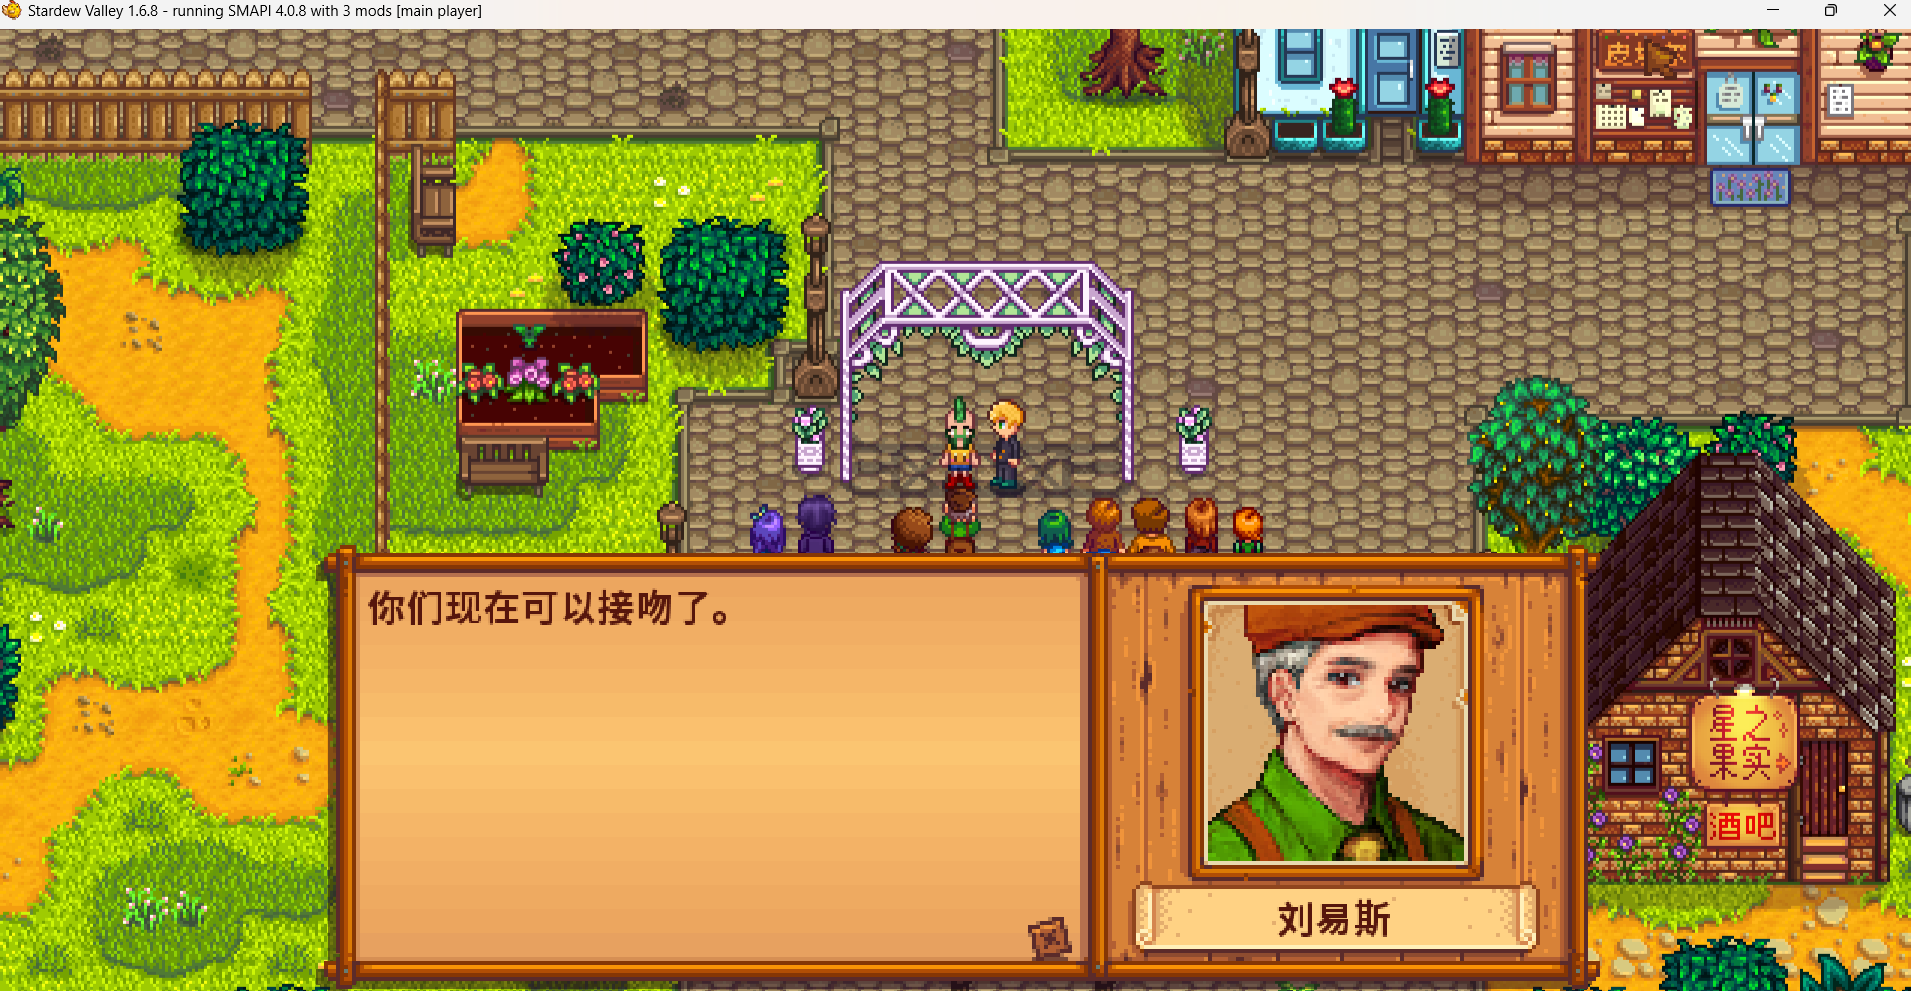 Stardew Valley 1.6.8 - running SMAPI 4.0.8 with 3 mods [main player]
你们现在可以接吻了。
刘易斯
星之
果实
酒吧